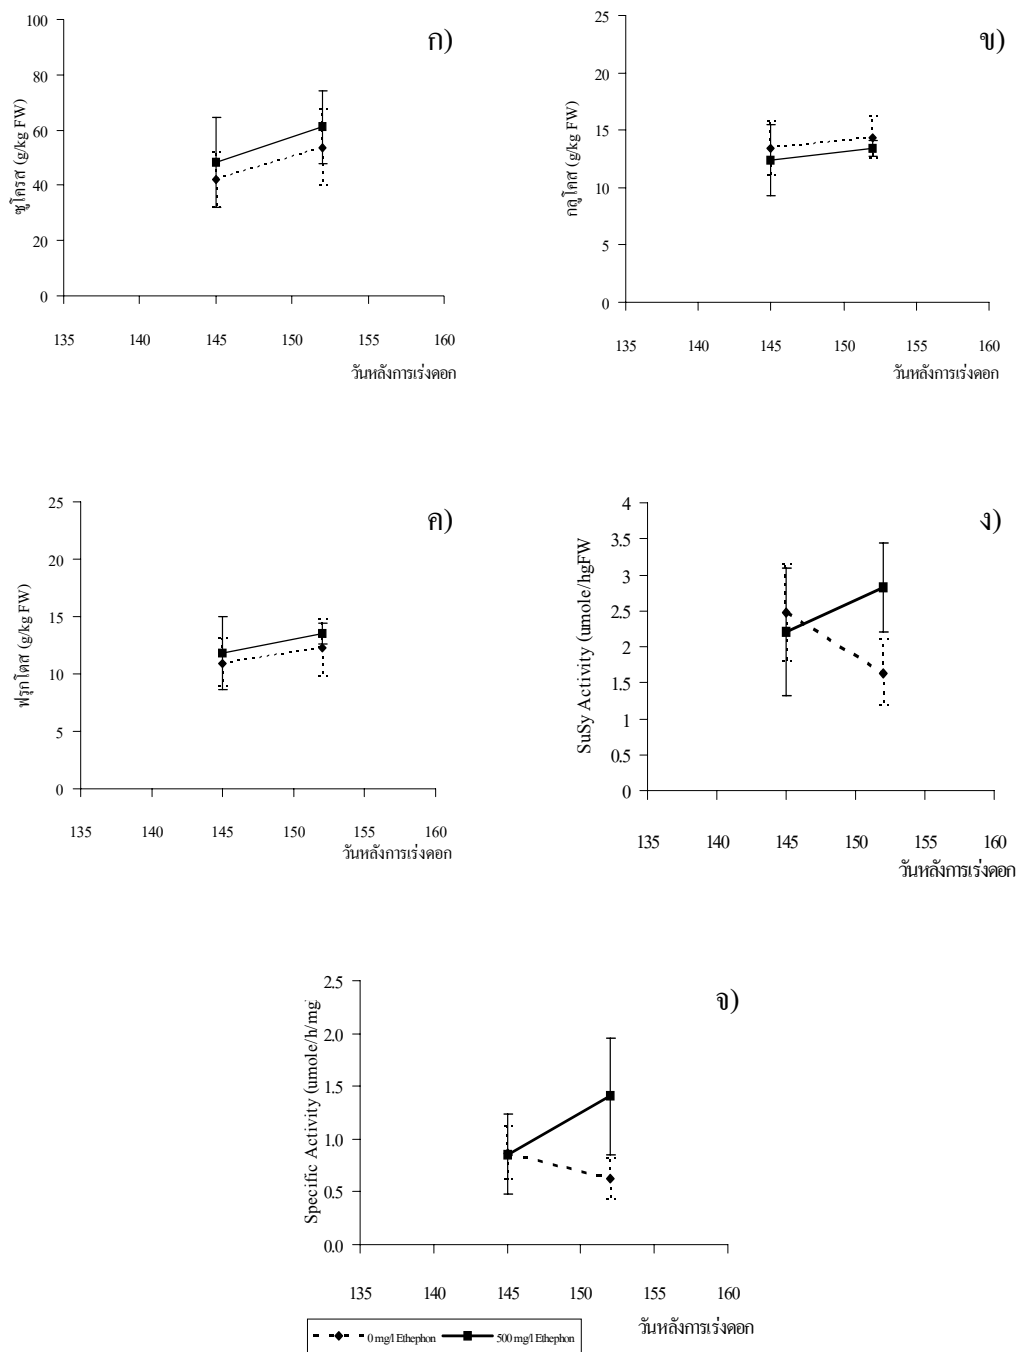 ก)
ซูโครส (g/kg FW)
100
80
60
40
20
0
135 140 145 150 155 160
วันหลังการเร่งดอก
ข)
กลูโคส (g/kg FW)
25
20
15
10
5
0
135 140 145 150 155 160
วันหลังการเร่งดอก
ค)
ฟรุกโตส (g/kg FW)
25
20
15
10
5
0
135 140 145 150 155 160
วันหลังการเร่งดอก
ง)
SuSy Activity (umole/hgFW
4
3.5
3
2.5
2
1.5
1
0.5
0
135 140 145 150 155 160
วันหลังการเร่งดอก
จ)
Specific Activity (umole/h/mg
2.5
2.0
1.5
1.0
0.5
0.0
135 140 145 150 155 160
วันหลังการเร่งดอก
0 mg/l Ethephon 500 mg/l Ethephon